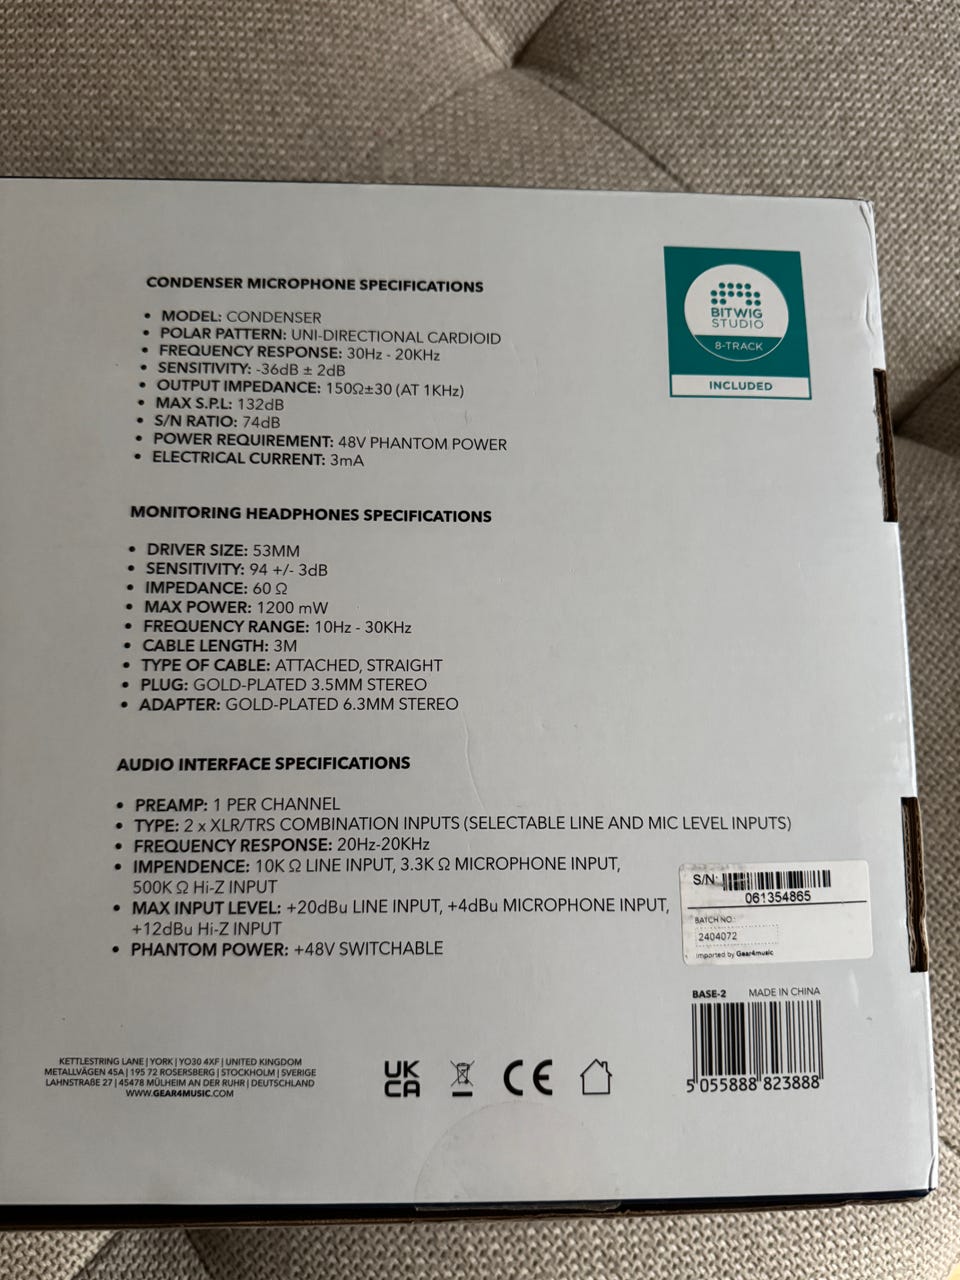 CONDENSER MICROPHONE SPECIFICATIONS
• MODEL: CONDENSER
• POLAR PATTERN: UNI-DIRECTIONAL CARDIOID
• FREQUENCY RESPONSE: 30Hz - 20KHz
• SENSITIVITY: -36dB ± 2dB
• OUTPUT IMPEDANCE: 150Ω±30 (AT 1KHz)
• MAX S.P.L: 132dB
• S/N RATIO: 74dB
• POWER REQUIREMENT: 48V PHANTOM POWER
• ELECTRICAL CURRENT: 3mA
BITWIG
STUDIO
8-TRACK
INCLUDED
MONITORING HEADPHONES SPECIFICATIONS
• DRIVER SIZE: 53MM
• SENSITIVITY: 94 +/- 3dB
• IMPEDANCE: 60 Ω
• MAX POWER: 1200 mW
• FREQUENCY RANGE: 10Hz - 30KHz
• CABLE LENGTH: 3M
• TYPE OF CABLE: ATTACHED, STRAIGHT
• PLUG: GOLD-PLATED 3.5MM STEREO
• ADAPTER: GOLD-PLATED 6.3MM STEREO
AUDIO INTERFACE SPECIFICATIONS
• PREAMP: 1 PER CHANNEL
• TYPE: 2 x XLR/TRS COMBINATION INPUTS (SELECTABLE LINE AND MIC LEVEL INPUTS)
• FREQUENCY RESPONSE: 20Hz-20KHz
• IMPENDENCE: 10K Ω LINE INPUT, 3.3K Ω MICROPHONE INPUT,
500K Ω Hi-Z INPUT
• MAX INPUT LEVEL: +20dBu LINE INPUT, +4dBu MICROPHONE INPUT,
+12dBu Hi-Z INPUT
• PHANTOM POWER: +48V SWITCHABLE
S/N:
061354865
BATCH NO.:
2404072
Imported by Gear4music
BASE-2 MADE IN CHINA
5 055888 823888
KETTLESTRING LANE | YORK | YO30 4XF | UNITED KINGDOM
METALLVÄGEN 45A | 195 72 ROSERSBERG | STOCKHOLM | SVERIGE
LAHNSTRAßE 27 | 45478 MÜLHEIM AN DER RUHR | DEUTSCHLAND
WWW.GEAR4MUSIC.COM
UK
CA
CE